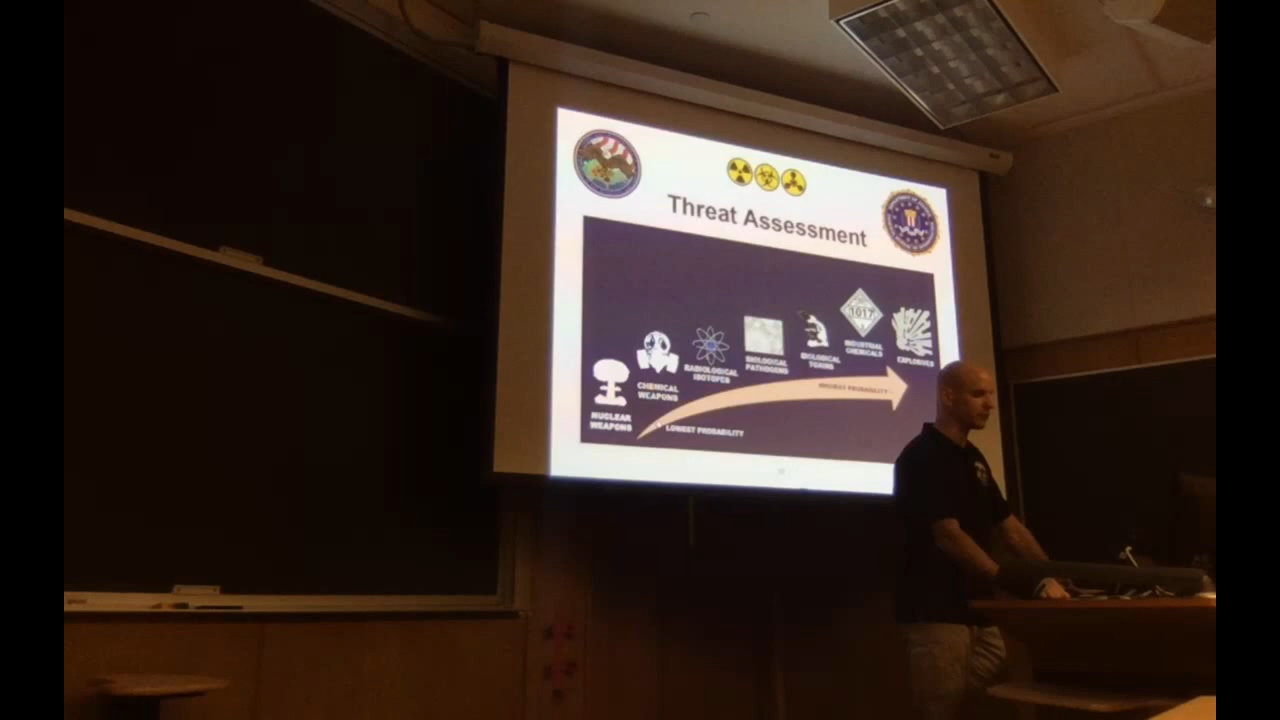 Threat Assessment
NUCLEAR
WEAPONS
CHEMICAL
WEAPONS
RADIOLOGICAL
ISOTOPES
BIOLOGICAL
PATHOGENS
BIOLOGICAL
TOXINS
1017
INDUSTRIAL
CHEMICALS
EXPLOSIVES
HIGHEST PROBABILITY
LOWEST PROBABILITY